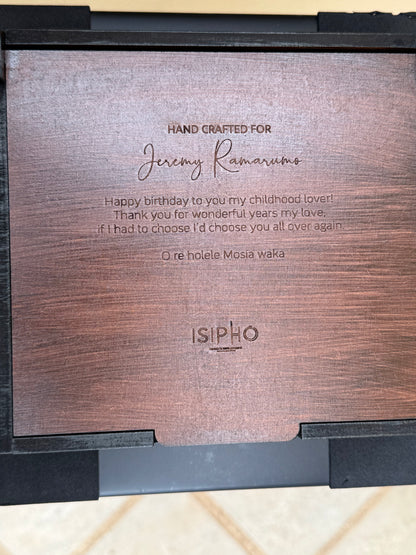 HAND CRAFTED FOR
Jeremy Ramarumo
Happy birthday to you my childhood lover!
Thank you for wonderful years my love,
if I had to choose I'd choose you all over again.
O re holele Mosia waka
ISIPHO